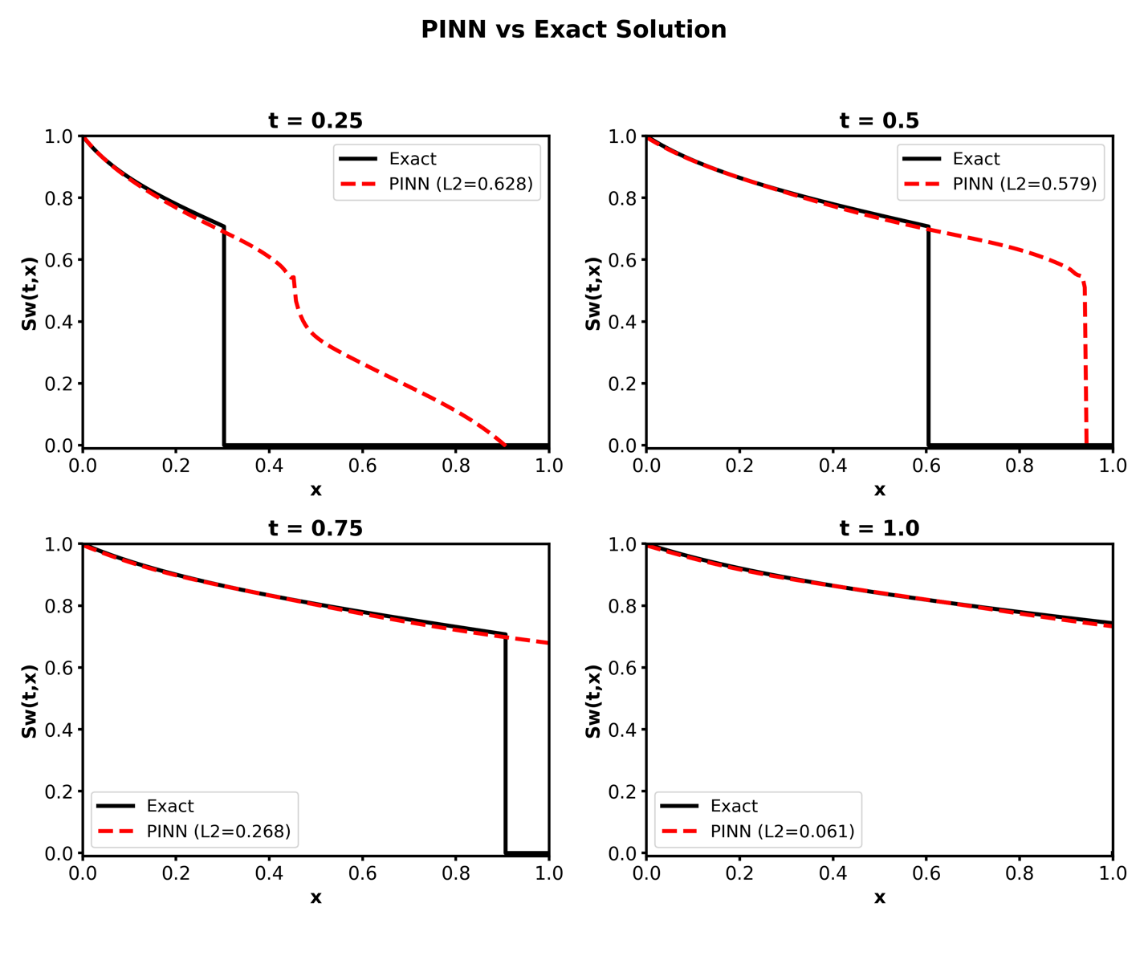 PINN vs Exact Solution
t = 0.25
Sw(t,x)
1.0
0.8
0.6
0.4
0.2
0.0
Exact
PINN (L2=0.628)
0.0 0.2 0.4 0.6 0.8 1.0
x
t = 0.5
Sw(t,x)
1.0
0.8
0.6
0.4
0.2
0.0
Exact
PINN (L2=0.579)
0.0 0.2 0.4 0.6 0.8 1.0
x
t = 0.75
Sw(t,x)
1.0
0.8
0.6
0.4
0.2
0.0
Exact
PINN (L2=0.268)
0.0 0.2 0.4 0.6 0.8 1.0
x
t = 1.0
Sw(t,x)
1.0
0.8
0.6
0.4
0.2
0.0
Exact
PINN (L2=0.061)
0.0 0.2 0.4 0.6 0.8 1.0
x